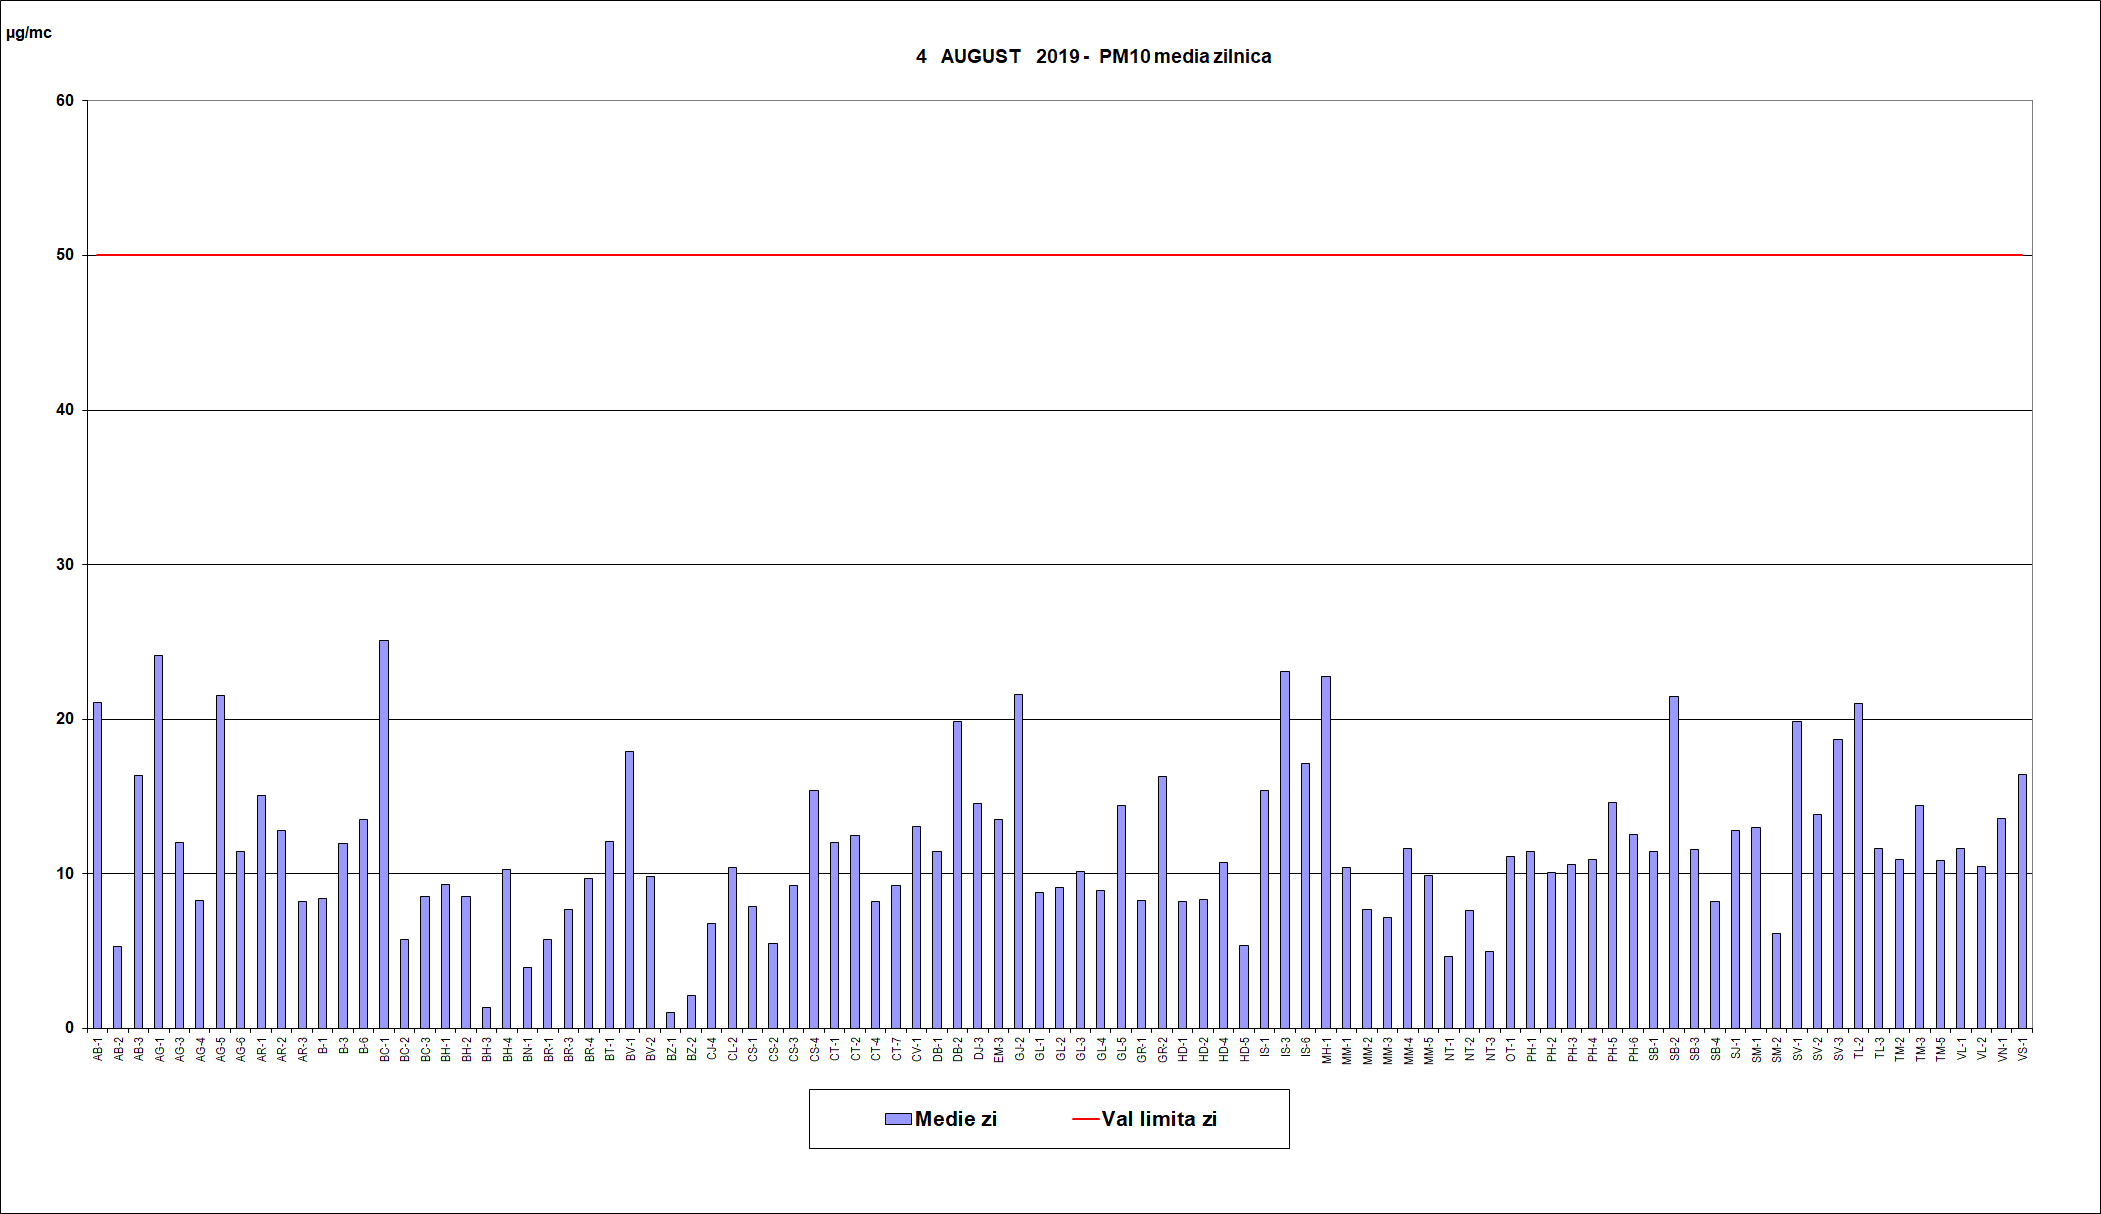 µg/mc
4 AUGUST 2019 - PM10 media zilnica
60
50
40
30
20
10
0
AB-1 AB-2 AB-3 AG-1 AG-3 AG-4 AG-5 AG-6 AR-1 AR-2 AR-3 B-1 B-3 B-6 BC-1 BC-2 BC-3 BH-1 BH-2 BH-3 BH-4 BN-1 BR-1 BR-3 BR-4 BT-1 BV-1 BV-2 BZ-1 BZ-2 CJ-4 CL-2 CS-1 CS-2 CS-3 CS-4 CT-1 CT-2 CT-4 CT-7 CV-1 DB-1 DB-2 DJ-3 EM-3 GJ-2 GL-1 GL-2 GL-3 GL-4 GL-5 GR-1 GR-2 HD-1 HD-2 HD-4 HD-5 IS-1 IS-3 IS-6 MH-1 MM-1 MM-2 MM-3 MM-4 MM-5 NT-1 NT-2 NT-3 OT-1 PH-1 PH-2 PH-3 PH-4 PH-5 PH-6 SB-1 SB-2 SB-3 SB-4 SJ-1 SM-1 SM-2 SV-1 SV-2 SV-3 TL-2 TL-3 TM-2 TM-3 TM-5 VL-1 VL-2 VN-1 VS-1
Medie zi Val limita zi